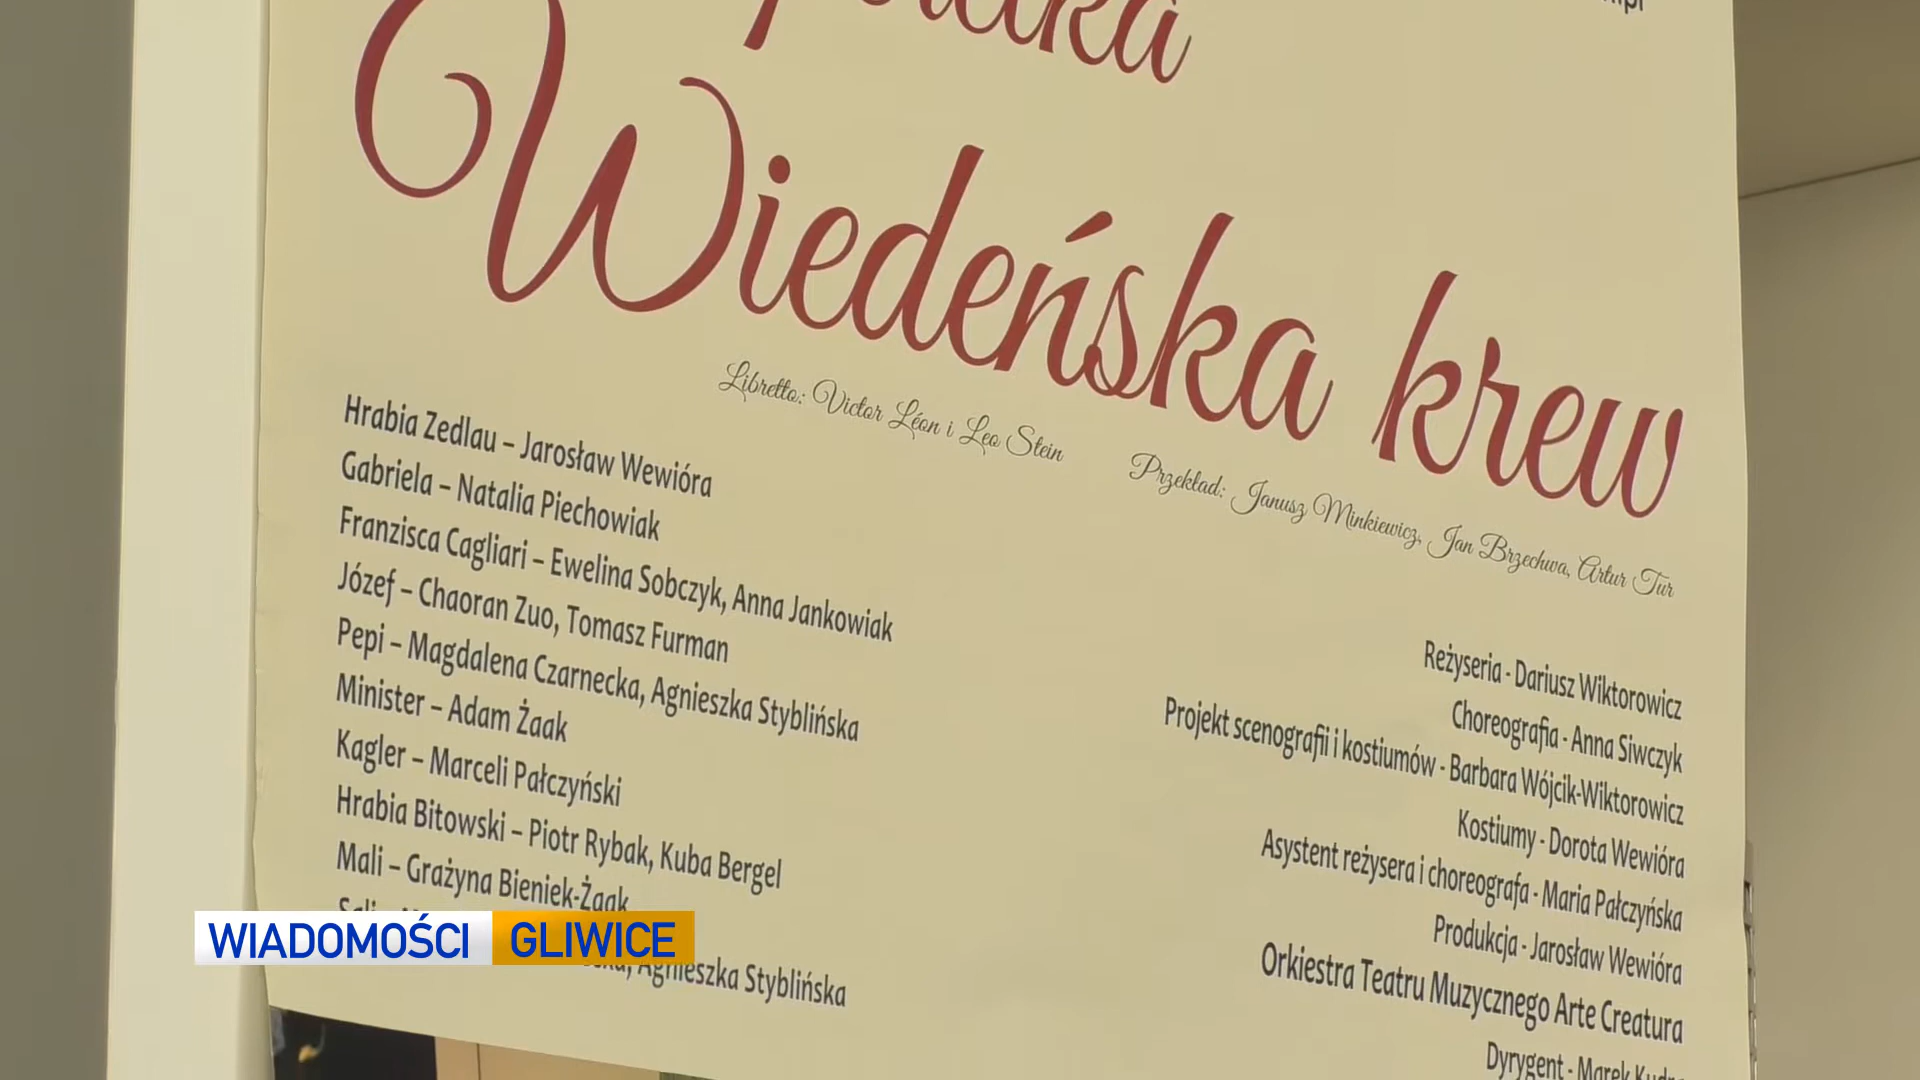 Wiedeńska krew
Libretto: Victor Léon i Leo Stein
Przekład: Janusz Minkiewicz, Jan Brzechwa, Artur Tur
Hrabia Zedlau – Jarosław Wewióra
Gabriela – Natalia Piechowiak
Franzisca Cagliari – Ewelina Sobczyk, Anna Jankowiak
Józef – Chaoran Zuo, Tomasz Furman
Pepi – Magdalena Czarnecka, Agnieszka Styblińska
Minister – Adam Żaak
Kagler – Marceli Pałczyński
Hrabia Bitowski – Piotr Rybak, Kuba Bergel
Mali – Grażyna Bieniek-Żaak
Agnieszka Styblińska
Reżyseria - Dariusz Wiktorowicz
Choreografia - Anna Siwczyk
Projekt scenografii i kostiumów - Barbara Wójcik-Wiktorowicz
Kostiumy - Dorota Wewióra
Asystent reżysera i choreografa - Maria Pałczyńska
Produkcja - Jarosław Wewióra
Orkiestra Teatru Muzycznego Arte Creatura
Dyrygent - Marek
WIADOMOŚCI GLIWICE